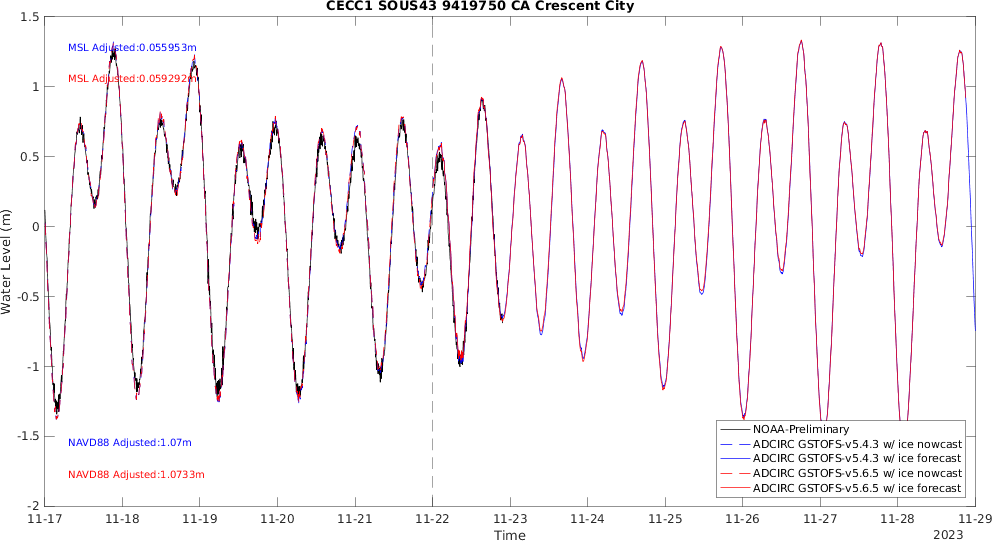 CECC1 SOUS43 9419750 CA Crescent City
1.5
1
0.5
0
-0.5
-1
-1.5
-2
Water Level (m)
MSL Adjusted:0.055953m
MSL Adjusted:0.059292m
NAVD88 Adjusted:1.07m
NAVD88 Adjusted:1.0733m
NOAA-Preliminary
ADCIRC GSTOFS-v5.4.3 w/ ice nowcast
ADCIRC GSTOFS-v5.4.3 w/ ice forecast
ADCIRC GSTOFS-v5.6.5 w/ ice nowcast
ADCIRC GSTOFS-v5.6.5 w/ ice forecast
11-17 11-18 11-19 11-20 11-21 11-22 11-23 11-24 11-25 11-26 11-27 11-28 11-29
Time
2023